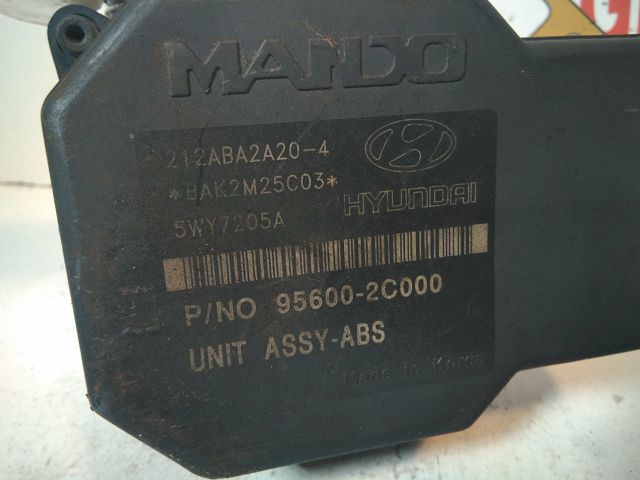 MANDO
212ABA2A20-4
*BAK2M25C03*
HYUNDAI
5WY7205A
P/NO 95600-2C000
UNIT ASSY-ABS
Made in Korea